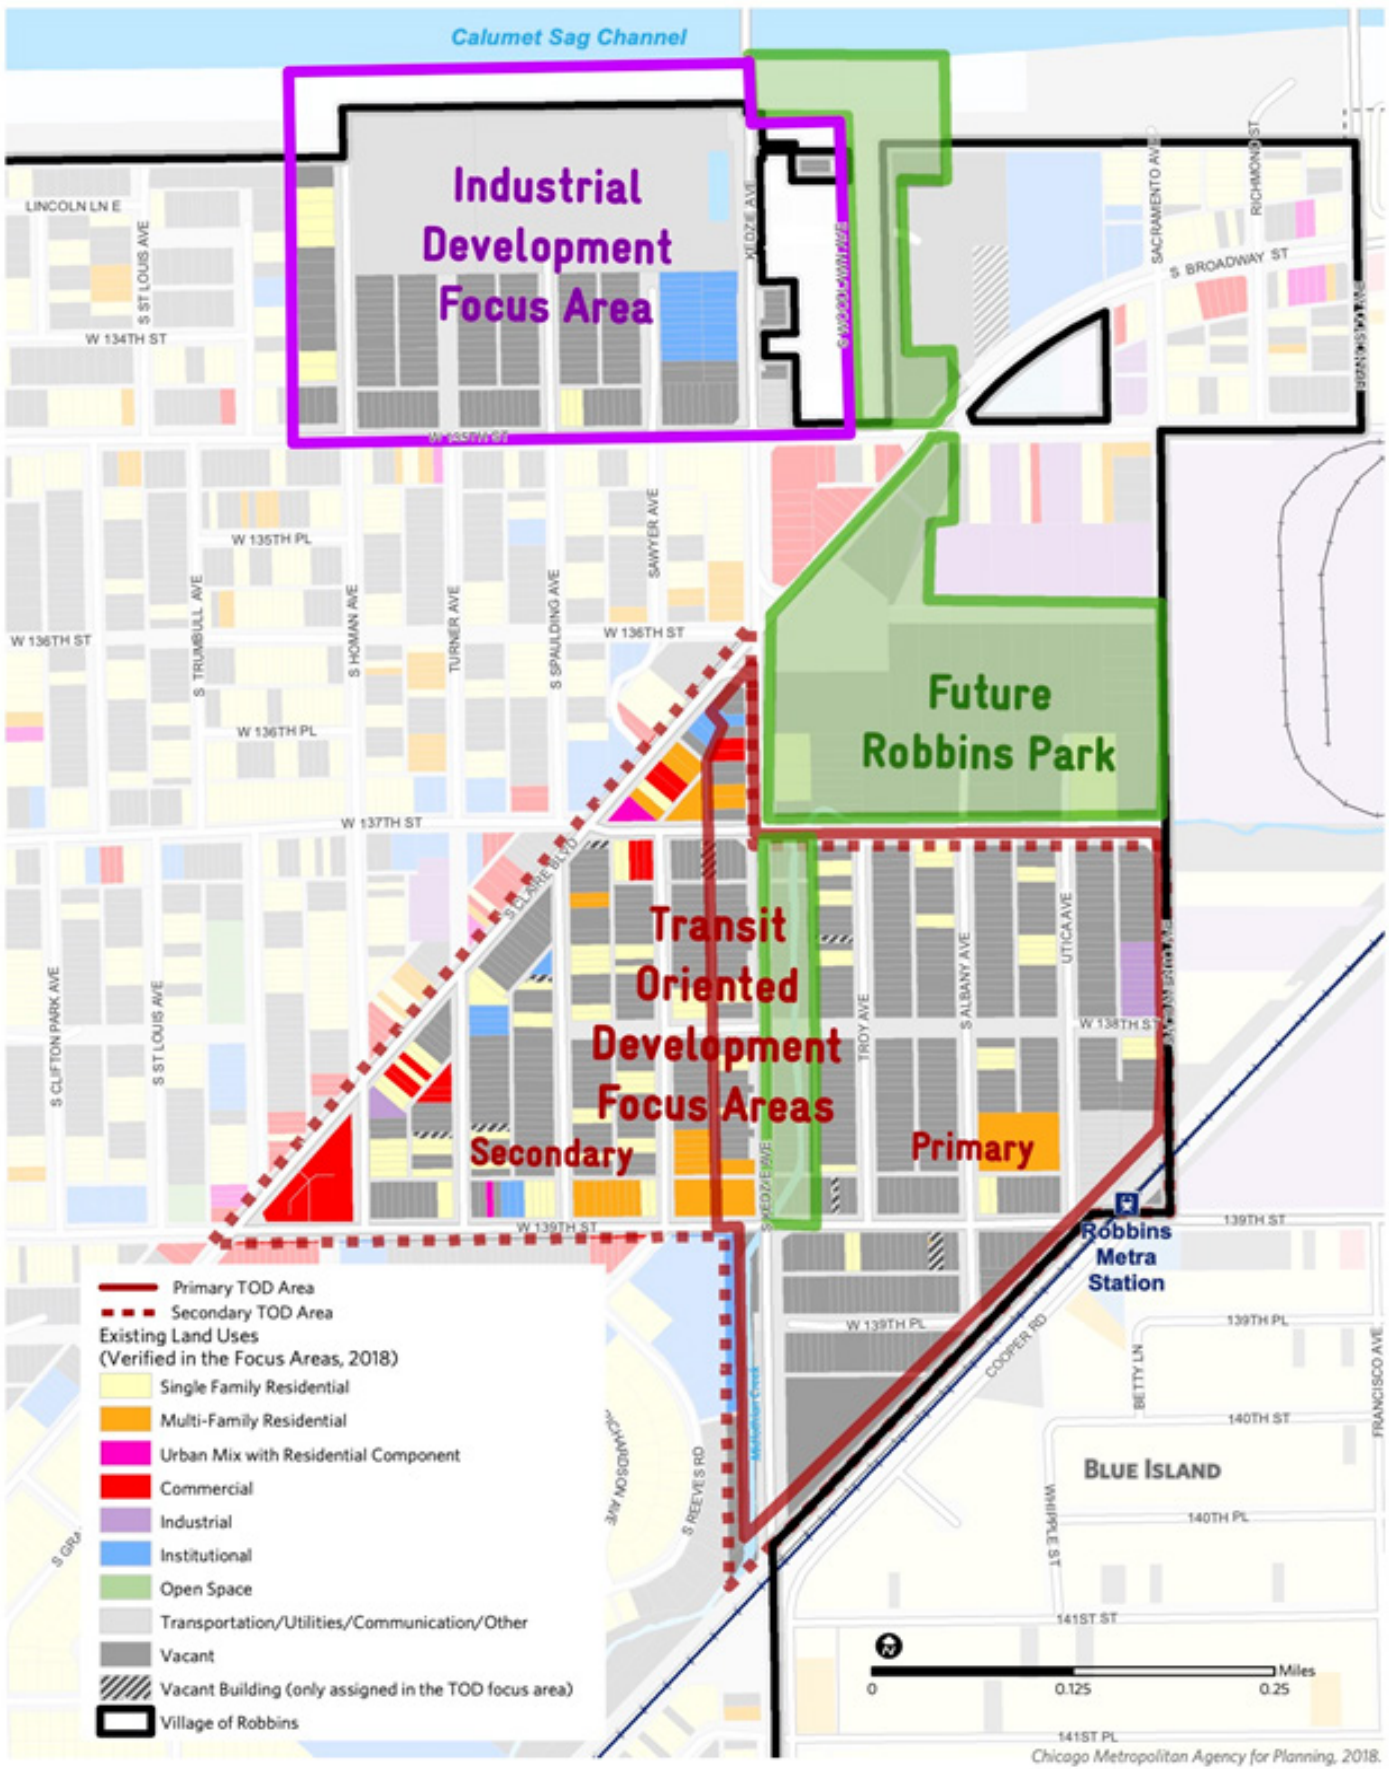 Calumet Sag Channel
Industrial
Development
Focus Area
LINCOLN LN E
S ST LOUIS AVE
W 134TH ST
KEDZIE AVE
SACRAMENTO AVE
RICHMOND ST
S BROADWAY ST
FRANCISCO AVE
W 135TH ST
W 135TH PL
SAWYER AVE
S TRUMBULL AVE
S HOMAN AVE
TURNER AVE
S SPAULDING AVE
W 136TH ST
W 136TH ST
W 136TH PL
Future
Robbins Park
W 137TH ST
S CLAIRE BLVD
Transit
Oriented
Development
Focus Areas
Secondary
Primary
S CLIFTON PARK AVE
S ST LOUIS AVE
TROY AVE
S ALBANY AVE
UTICA AVE
W 138TH ST
S KEDZIE AVE
W 139TH ST
139TH ST
Robbins
Metra
Station
W 139TH PL
COOPER RD
139TH PL
BETTY LN
FRANCISCO AVE
140TH ST
BLUE ISLAND
WHIPPLE ST
140TH PL
141ST ST
141ST PL
RICHARDSON AVE
S REEVES RD
S GRA
Primary TOD Area
Secondary TOD Area
Existing Land Uses
(Verified in the Focus Areas, 2018)
Single Family Residential
Multi-Family Residential
Urban Mix with Residential Component
Commercial
Industrial
Institutional
Open Space
Transportation/Utilities/Communication/Other
Vacant
Vacant Building (only assigned in the TOD focus area)
Village of Robbins
N
Miles
0 0.125 0.25
Chicago Metropolitan Agency for Planning, 2018.